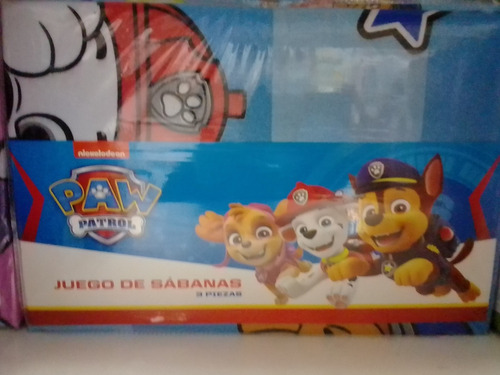 nickelodeon
PAW
PATROL
JUEGO DE SÁBANAS
3 PIEZAS